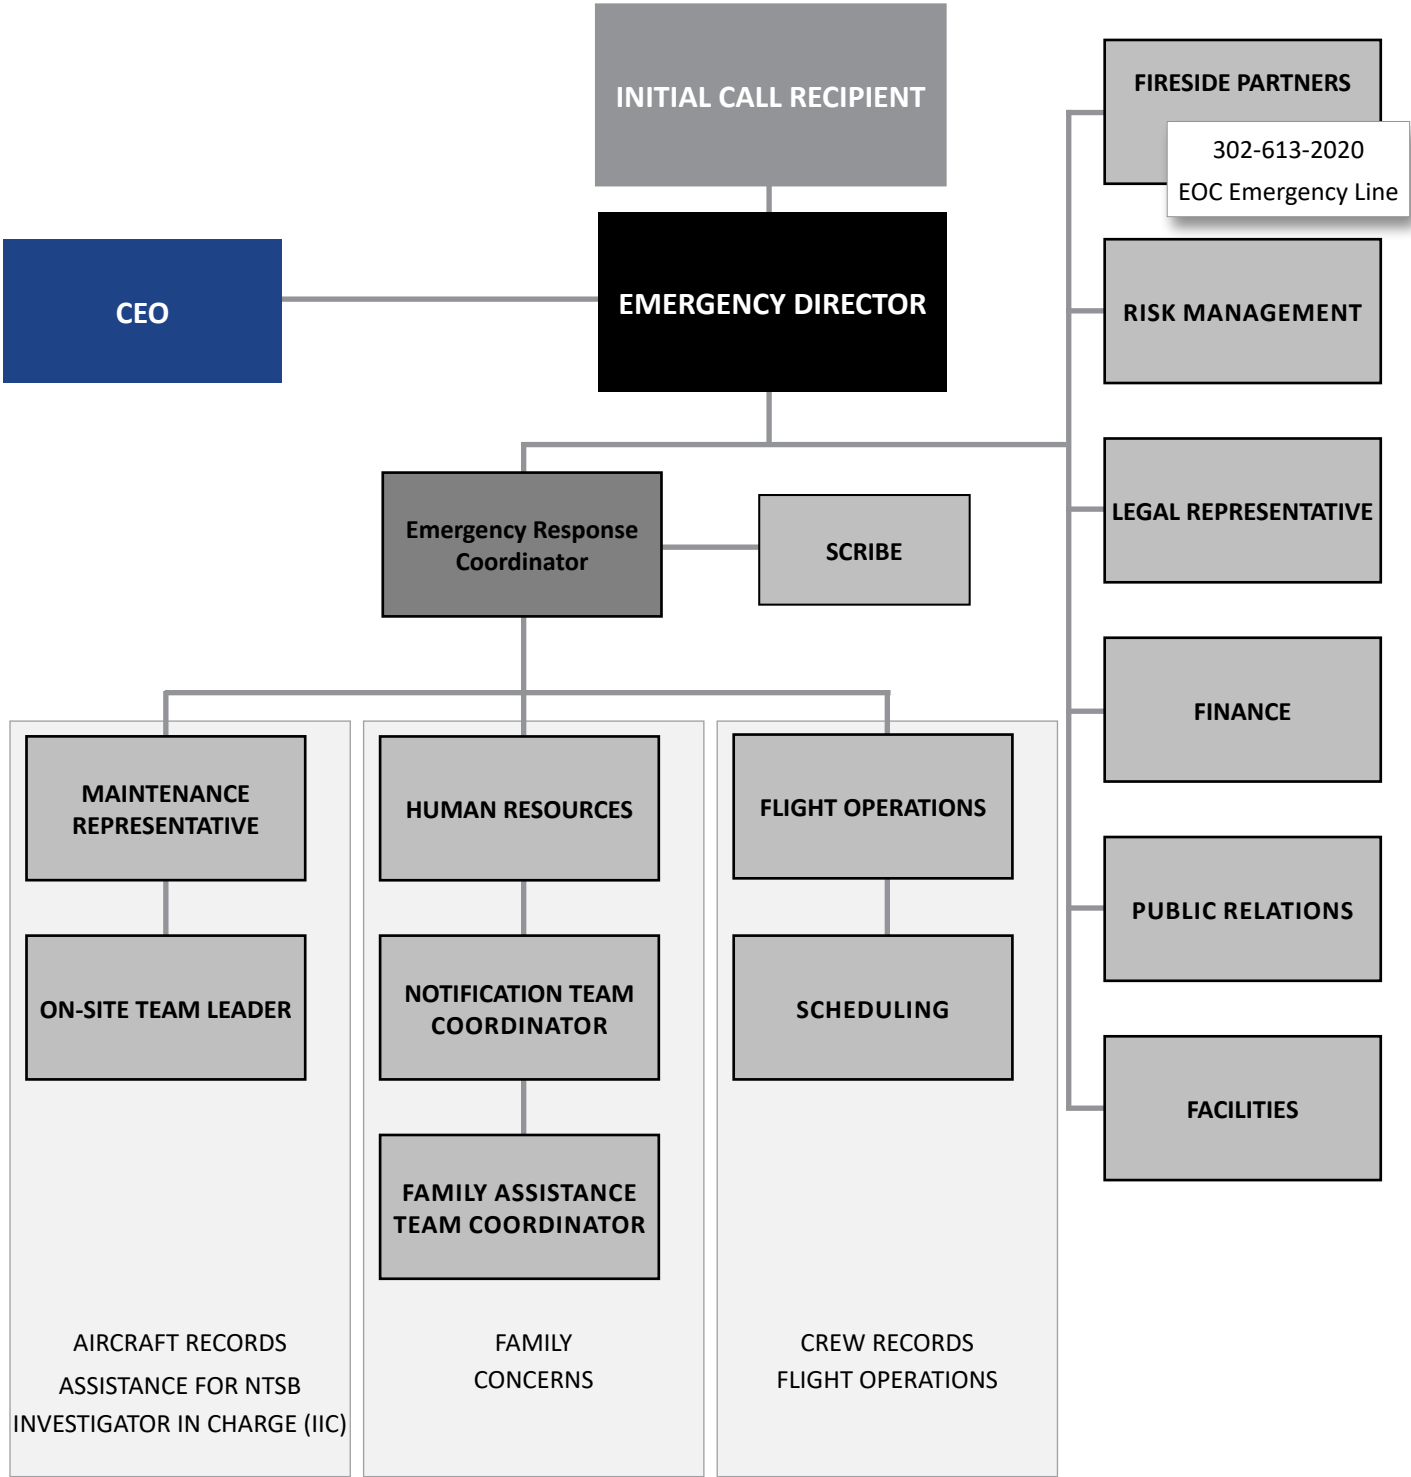 INITIAL CALL RECIPIENT
FIRESIDE PARTNERS
302-613-2020
EOC Emergency Line
CEO
EMERGENCY DIRECTOR
RISK MANAGEMENT
Emergency Response
Coordinator
SCRIBE
LEGAL REPRESENTATIVE
FINANCE
MAINTENANCE
REPRESENTATIVE
HUMAN RESOURCES
FLIGHT OPERATIONS
PUBLIC RELATIONS
ON-SITE TEAM LEADER
NOTIFICATION TEAM
COORDINATOR
SCHEDULING
FACILITIES
FAMILY ASSISTANCE
TEAM COORDINATOR
AIRCRAFT RECORDS
ASSISTANCE FOR NTSB
INVESTIGATOR IN CHARGE (IIC)
FAMILY
CONCERNS
CREW RECORDS
FLIGHT OPERATIONS